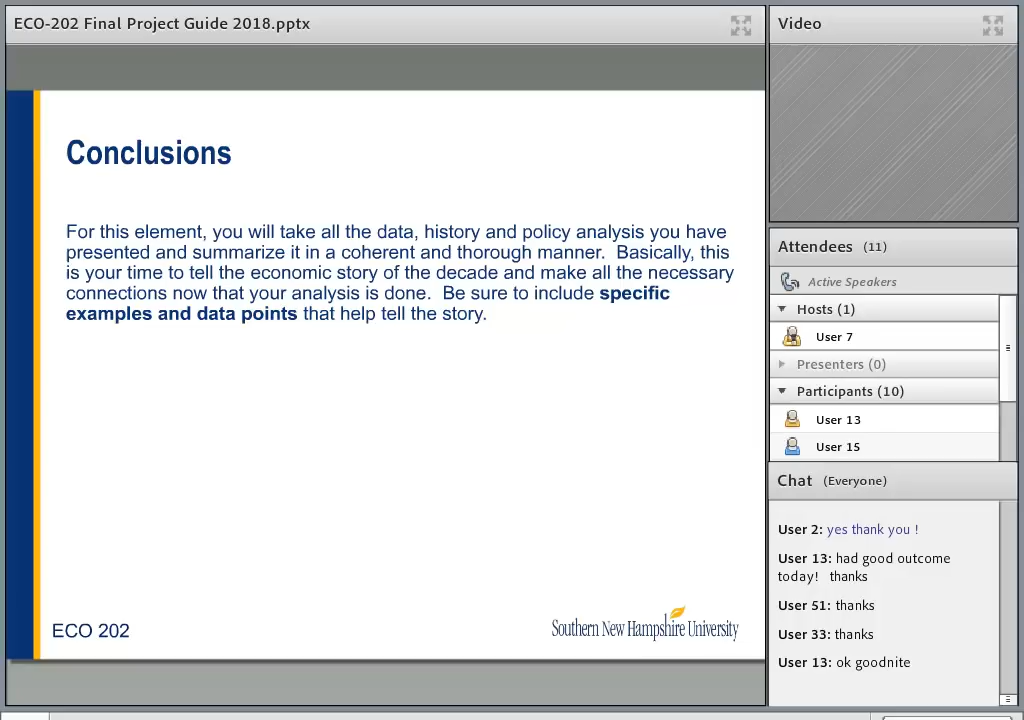 ECO-202 Final Project Guide 2018.pptx
Conclusions
For this element, you will take all the data, history and policy analysis you have
presented and summarize it in a coherent and thorough manner.  Basically, this
is your time to tell the economic story of the decade and make all the necessary
connections now that your analysis is done.  Be sure to include specific
examples and data points that help tell the story.
ECO 202
Southern New Hampshire University
Video
Attendees (11)
Active Speakers
Hosts (1)
User 7
Presenters (0)
Participants (10)
User 13
User 15
Chat (Everyone)
User 2: yes thank you !
User 13: had good outcome
today!  thanks
User 51: thanks
User 33: thanks
User 13: ok goodnite